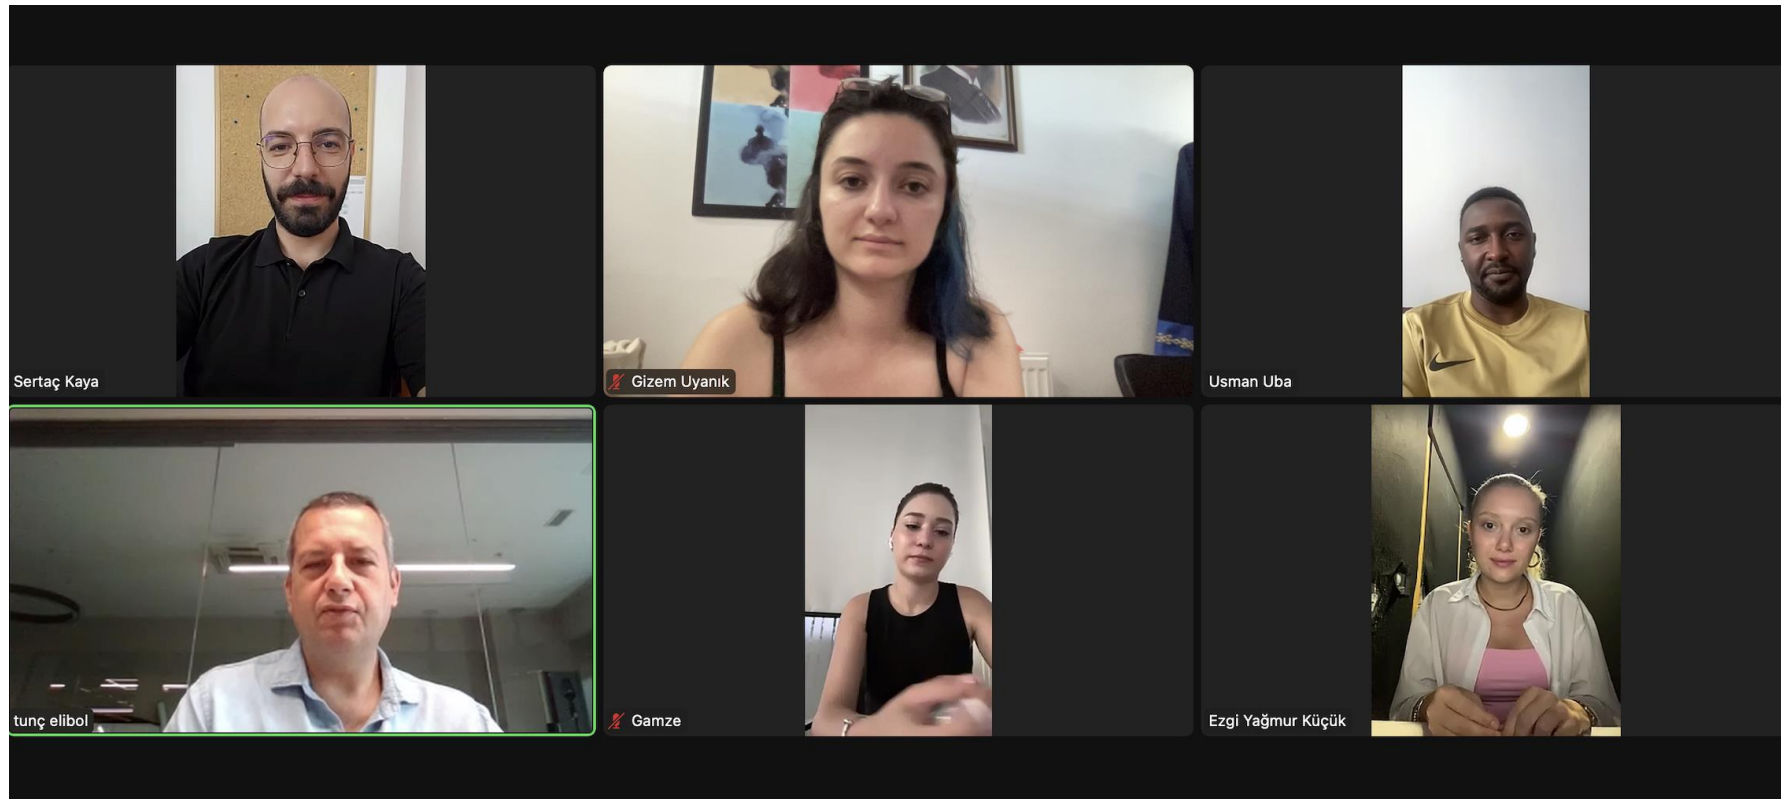 Sertaç Kaya
Gizem Uyanık
Usman Uba
tunç elibol
Gamze
Ezgi Yağmur Küçük